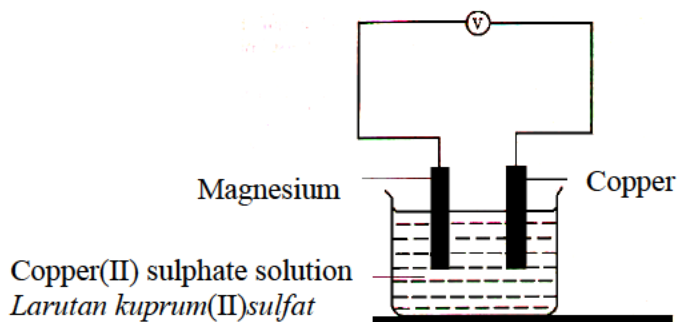 V
Magnesium
Copper
Copper(II) sulphate solution
Larutan kuprum(II)sulfat